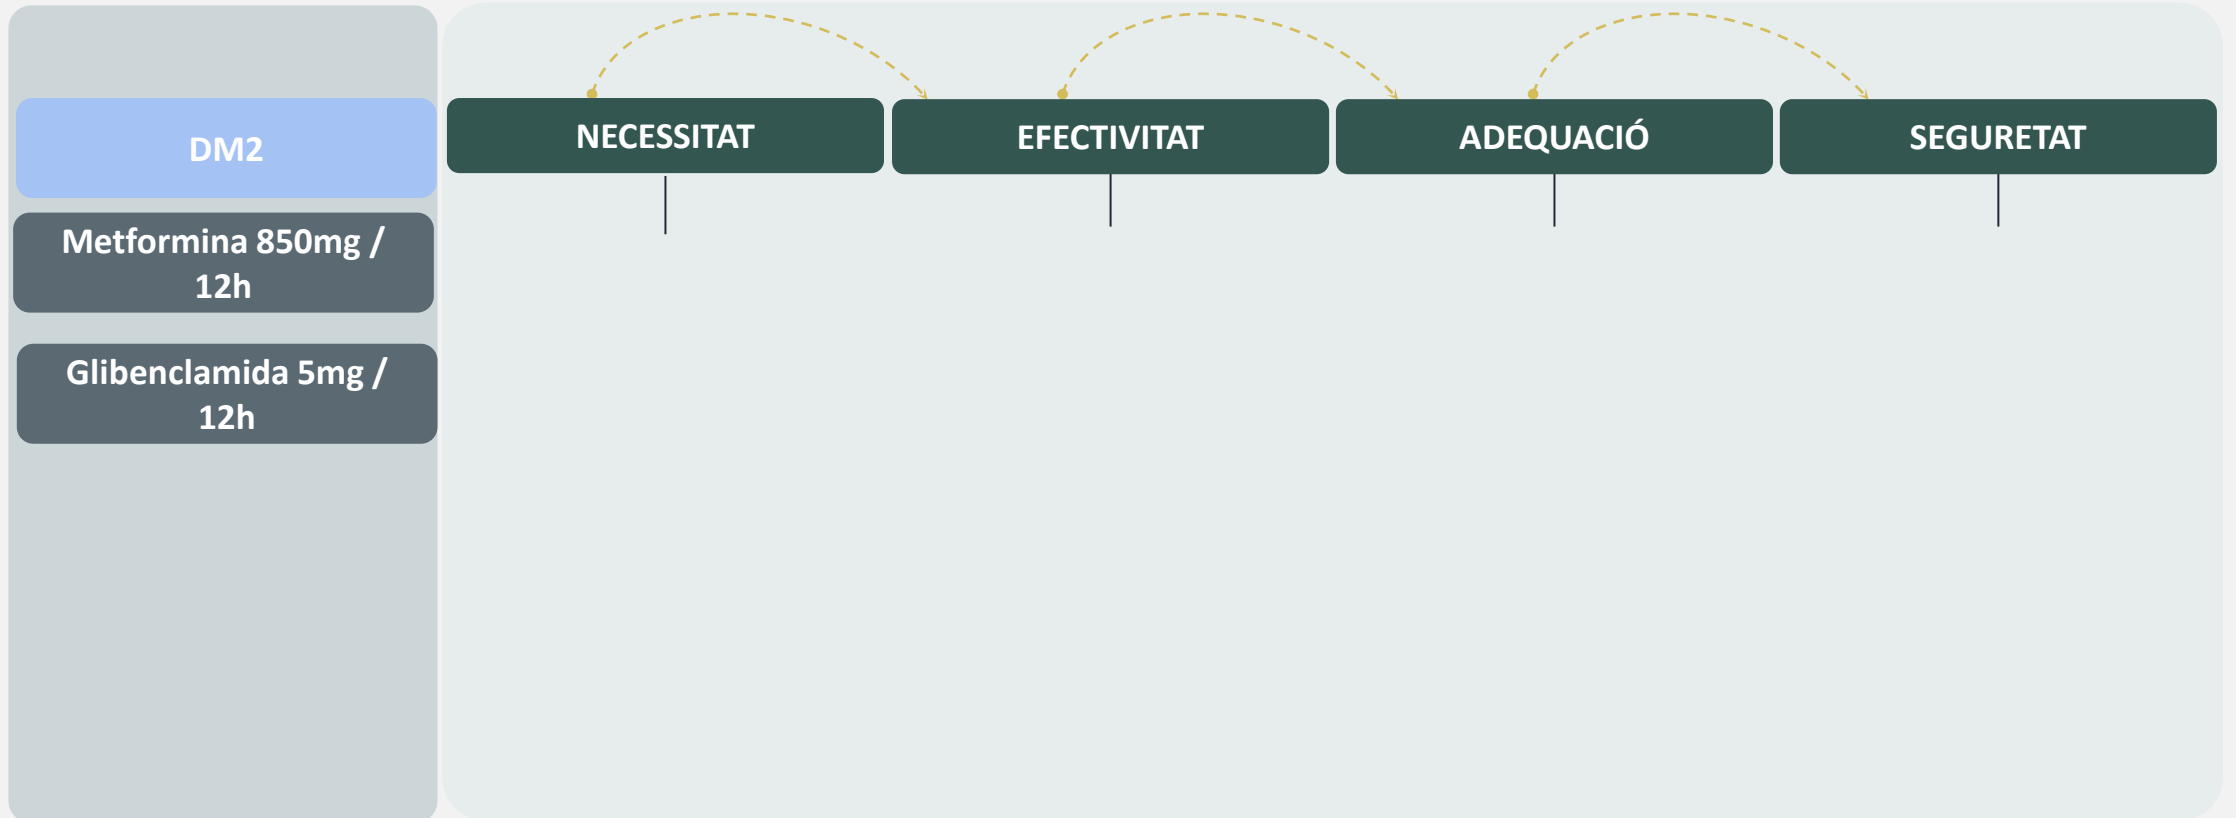 DM2
Metformina 850mg /
12h
Glibenclamida 5mg /
12h
NECESSITAT
EFECTIVITAT
ADEQUACIÓ
SEGURETAT